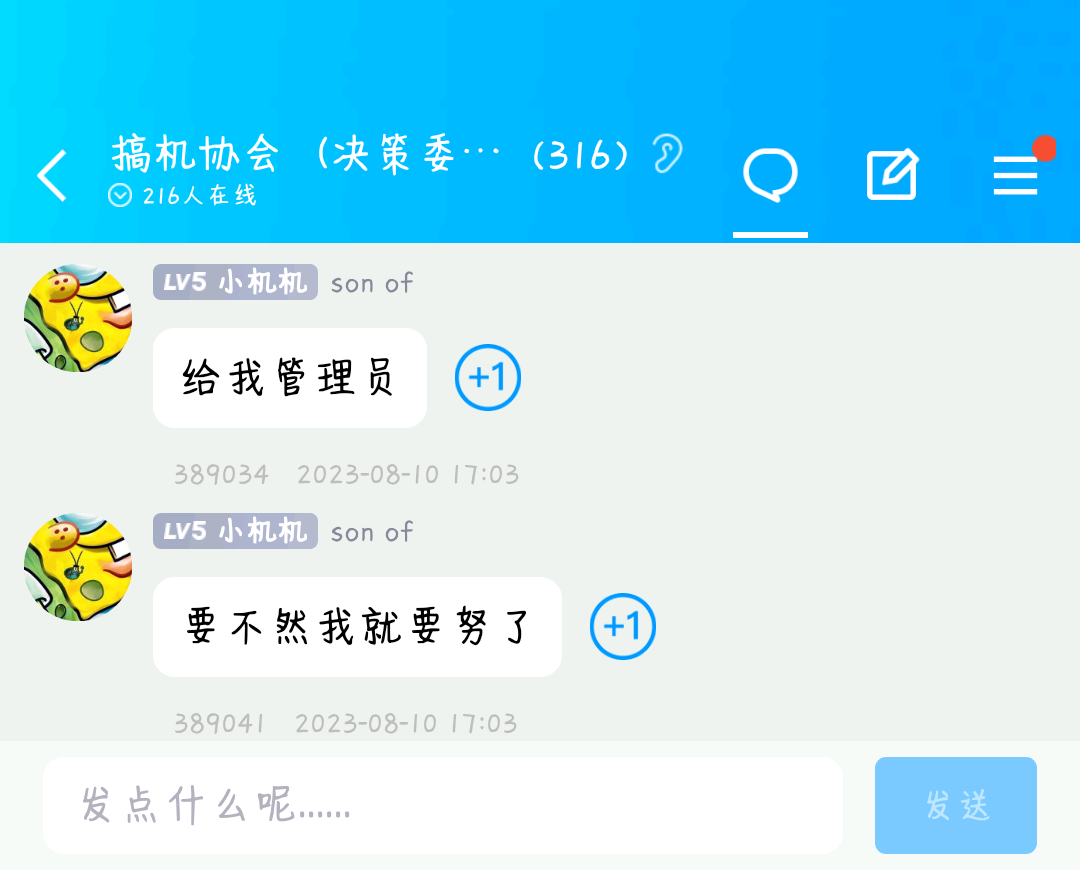 搞机协会 （决策委… （316）
216人在线
LV5 小机机 son of
给我管理员
+1
389034 2023-08-10 17:03
LV5 小机机 son of
要不然我就要努了
+1
389041 2023-08-10 17:03
发点什么呢......
发送